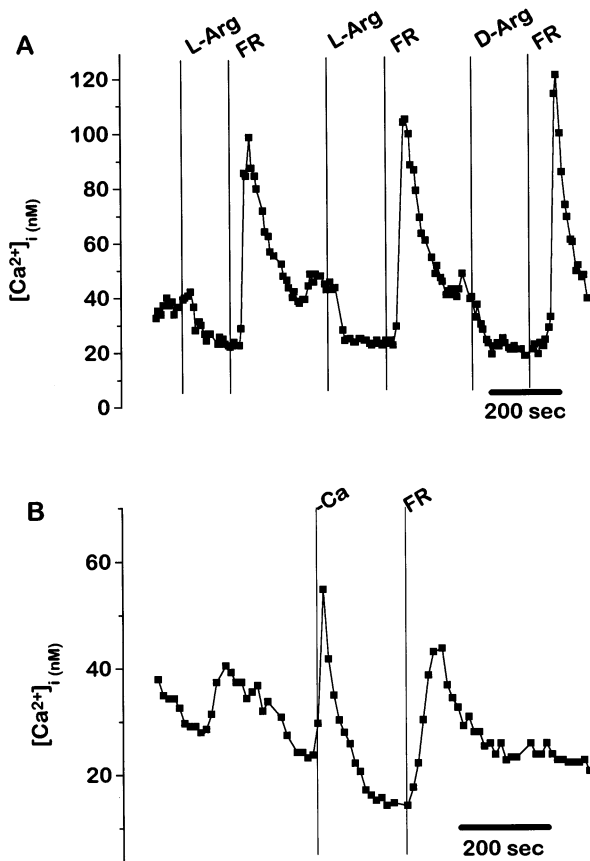 A
L-Arg FR L-Arg FR D-Arg FR
120
100
80
60
40
20
0
[Ca²⁺]i (nM)
200 sec
B
-Ca FR
60
40
20
[Ca²⁺]i (nM)
200 sec